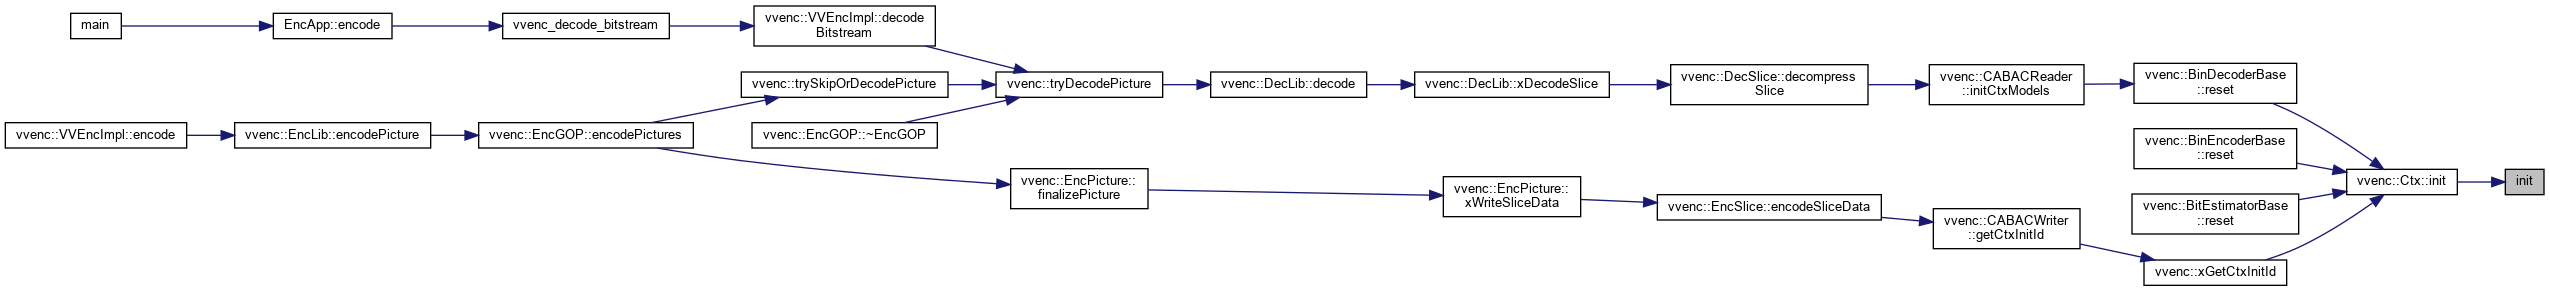 main
EncApp::encode
vvenc_decode_bitstream
vvenc::VVEncImpl::decode
Bitstream
vvenc::trySkipOrDecodePicture
vvenc::tryDecodePicture
vvenc::DecLib::decode
vvenc::DecLib::xDecodeSlice
vvenc::DecSlice::decompress
Slice
vvenc::CABACReader
::initCtxModels
vvenc::BinDecoderBase
::reset
vvenc::VVEncImpl::encode
vvenc::EncLib::encodePicture
vvenc::EncGOP::encodePictures
vvenc::EncGOP::~EncGOP
vvenc::BinEncoderBase
::reset
vvenc::EncPicture::
finalizePicture
vvenc::EncPicture::
xWriteSliceData
vvenc::EncSlice::encodeSliceData
vvenc::CABACWriter
::getCtxInitId
vvenc::BitEstimatorBase
::reset
vvenc::xGetCtxInitId
vvenc::Ctx::init
init